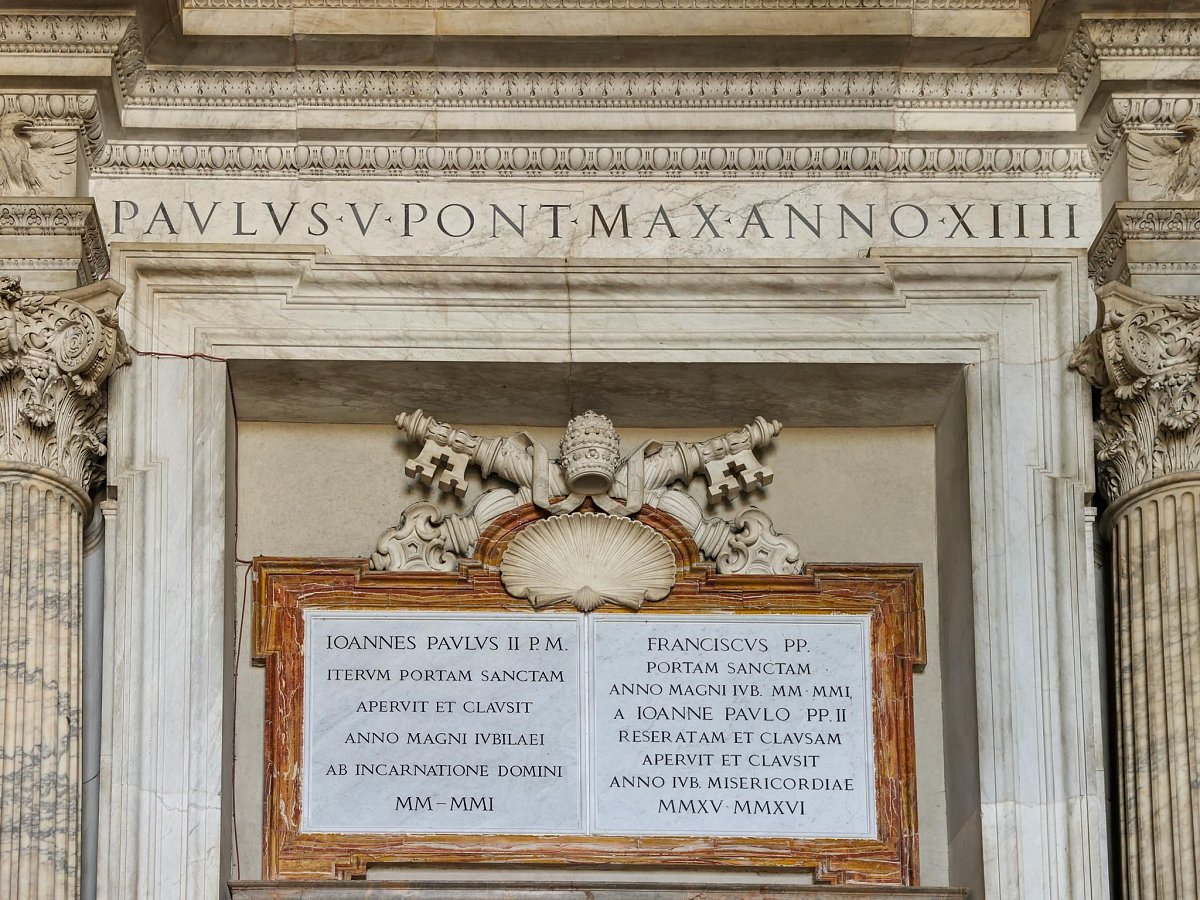 PAVLVS·V·PONT·MAX·ANNO·XIIII
IOANNES PAVLVS II P. M.
ITERVM PORTAM SANCTAM
APERVIT ET CLAVSIT
ANNO MAGNI IVBILAEI
AB INCARNATIONE DOMINI
MM–MMI
FRANCISCVS PP.
PORTAM SANCTAM
ANNO MAGNI IVB. MM·MMI,
A IOANNE PAVLO PP. II
RESERATAM ET CLAVSAM
APERVIT ET CLAVSIT
ANNO IVB. MISERICORDIAE
MMXV·MMXVI